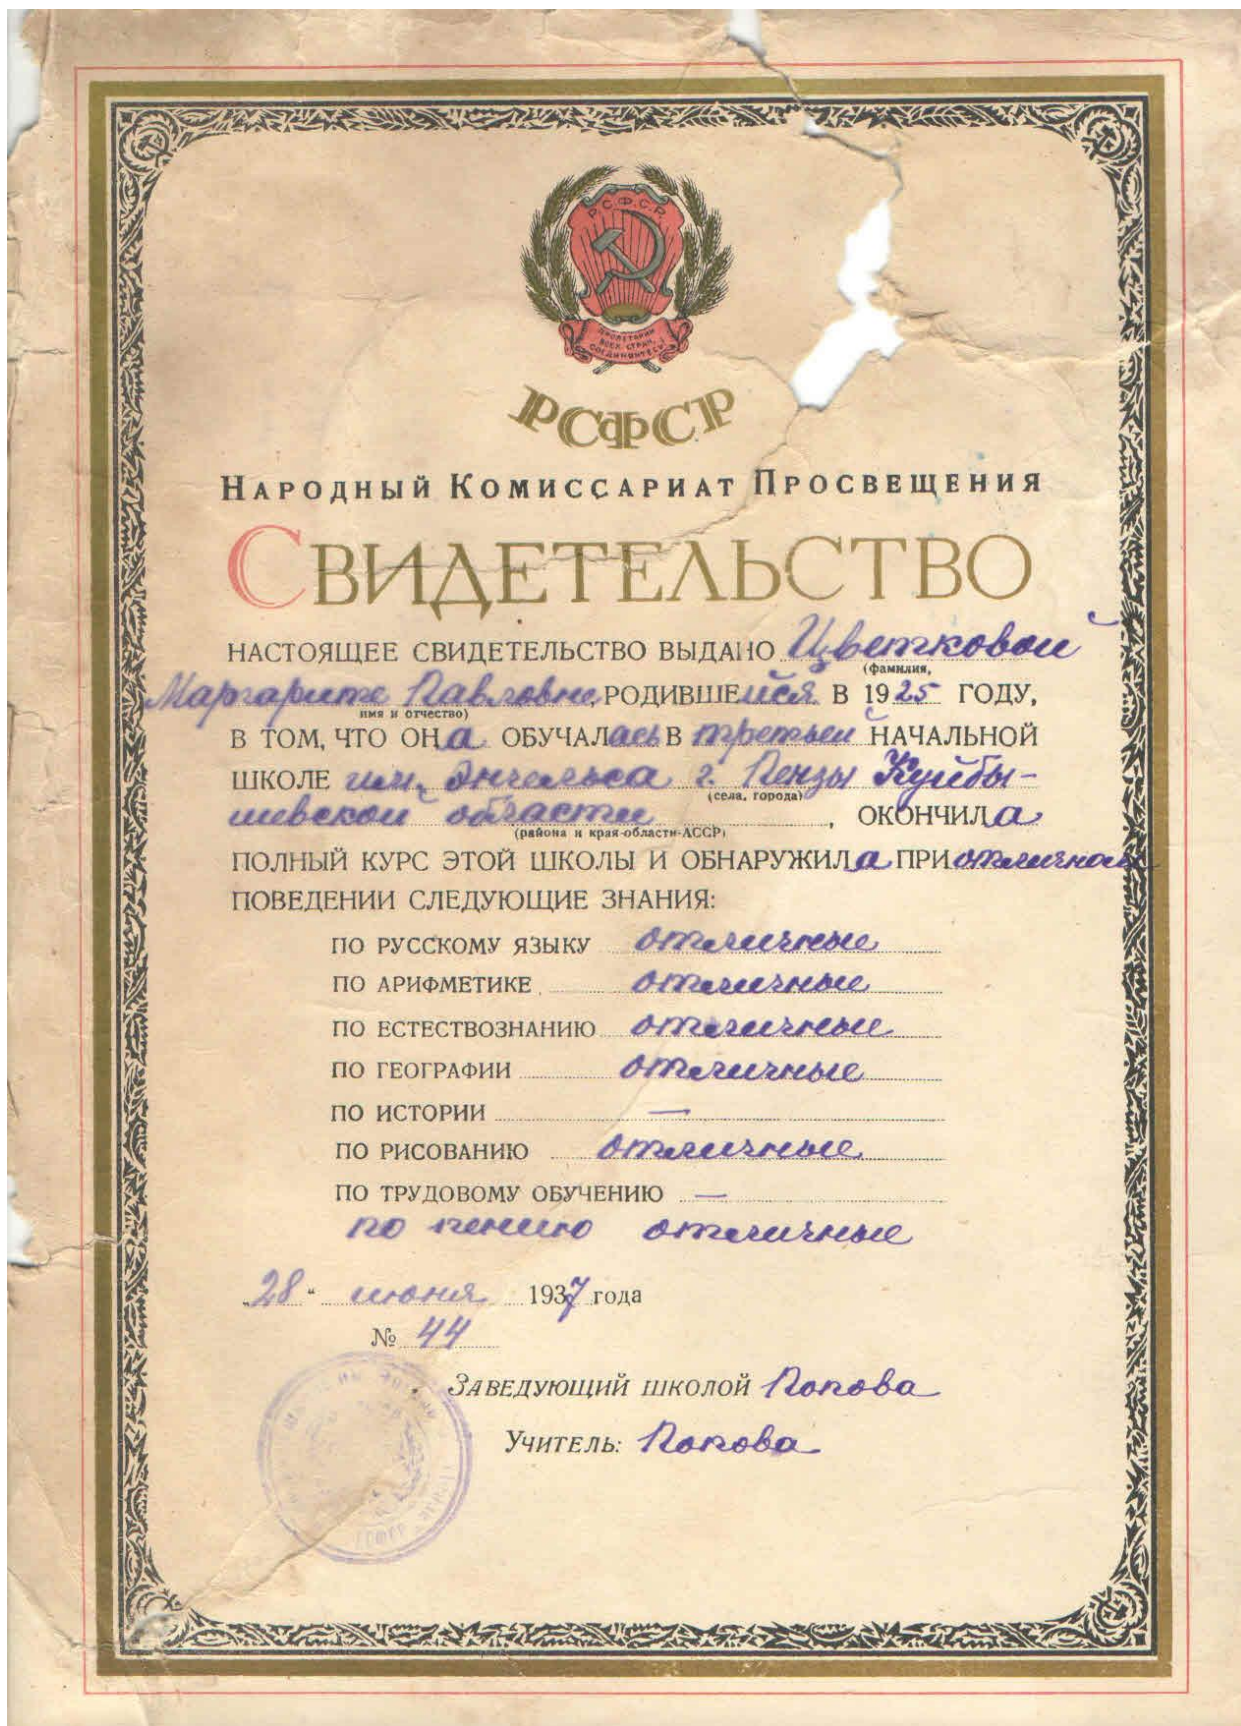 Р.С.Ф.С.Р.
ПРОЛЕТАРИИ
ВСЕХ СТРАН,
СОЕДИНЯЙТЕСЬ!
РСФСР
Народный Комиссариат Просвещения
Свидетельство
НАСТОЯЩЕЕ СВИДЕТЕЛЬСТВО ВЫДАНО Цветковой
(фамилия,
Маргарите Павловне, РОДИВШЕЙСЯ В 1925 ГОДУ,
имя и отчество)
В ТОМ, ЧТО ОНА ОБУЧАЛАСЬ В третьей НАЧАЛЬНОЙ
ШКОЛЕ им. Энгельса г. Пензы Куйбы-
(села, города)
шевской области, ОКОНЧИЛА
(района и края-области-АССР)
ПОЛНЫЙ КУРС ЭТОЙ ШКОЛЫ И ОБНАРУЖИЛА ПРИ отличном
ПОВЕДЕНИИ СЛЕДУЮЩИЕ ЗНАНИЯ:
ПО РУССКОМУ ЯЗЫКУ отличные
ПО АРИФМЕТИКЕ отличные
ПО ЕСТЕСТВОЗНАНИЮ отличные
ПО ГЕОГРАФИИ отличные
ПО ИСТОРИИ —
ПО РИСОВАНИЮ отличные
ПО ТРУДОВОМУ ОБУЧЕНИЮ —
по пению отличные
„28" июня 1937 года
№ 44
Заведующий школой Попова
Учитель: Попова